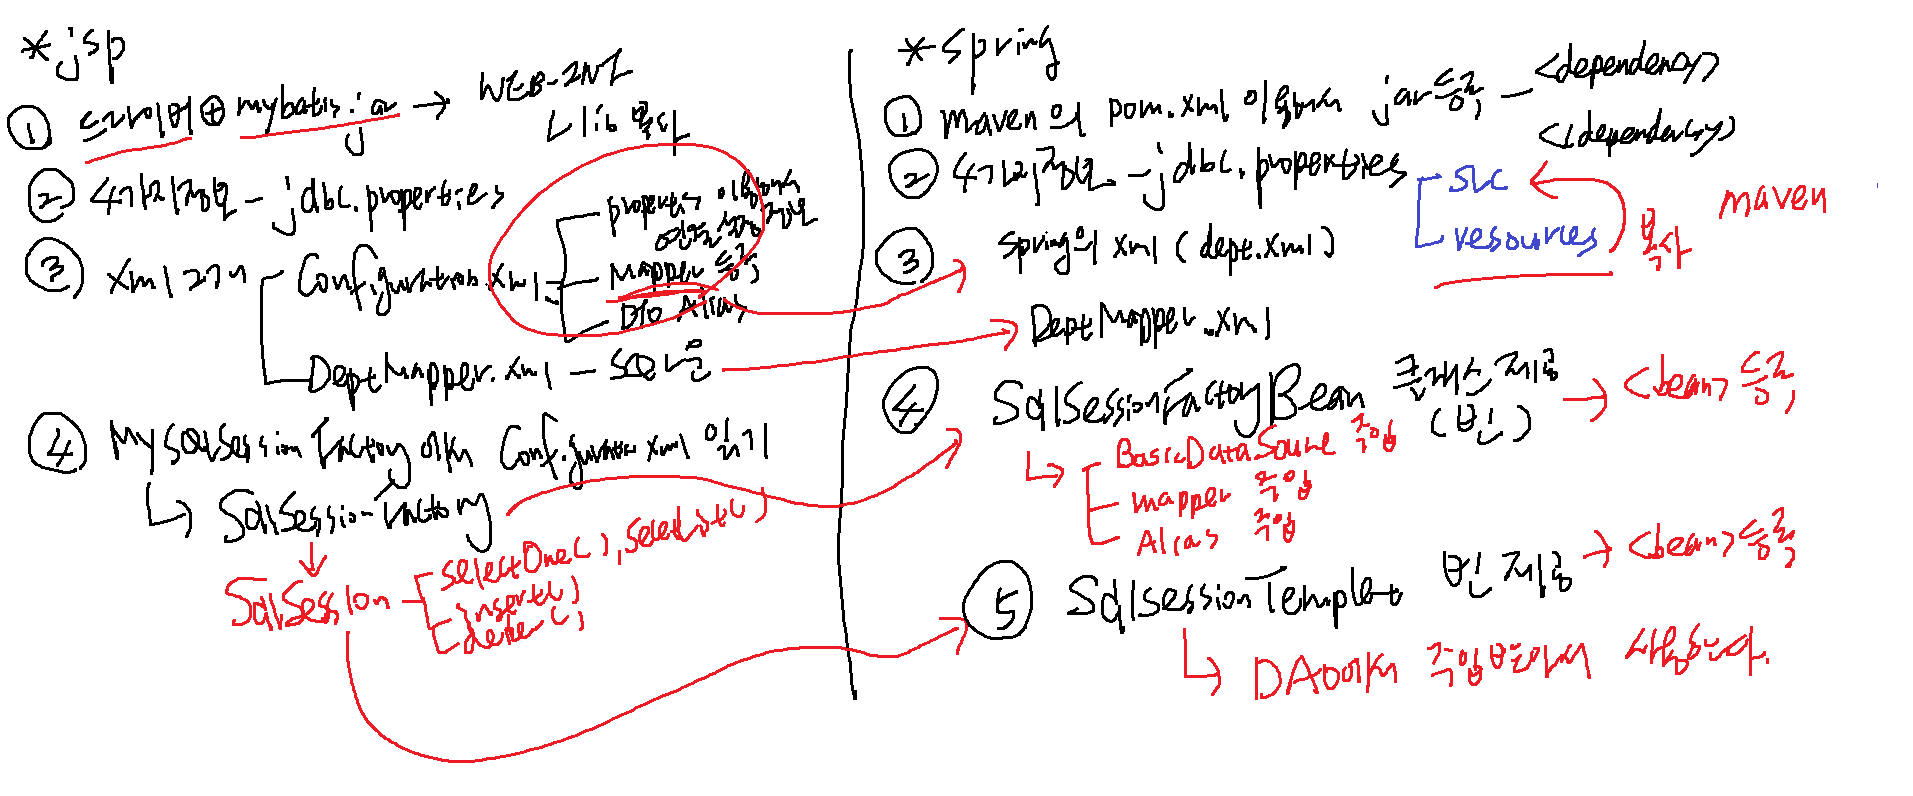 *jsp
① 드라이버 ⊕ mybatis.jar → WEB-INF
ㄴ lib 복사
② 4가지정보 - jdbc.properties
③ xml 2개
Configuration.xml
properties 이용해서
연결설정정보
Mapper 등록
DTO Alias
DeptMapper.xml - SQL문
④ MySqlSessionFactory에서 Configuration.xml 읽기
↳ SqlSessionFactory
↓
SqlSession
selectOne(), selectList()
insert()
delete()
*spring
① maven의 pom.xml 이용해서 jar등록 - <dependency>
</dependency>
② 4가지정보 - jdbc.properties
src
resources
복사
maven
③ spring의 xml (dept.xml)
DeptMapper.xml
④ SqlSessionFactoryBean 클래스 제공
(빈)
→ <bean> 등록
↳ BasicDataSource 주입
mapper 주입
Alias 주입
⑤ SqlSessionTemplet 빈 제공 → <bean> 등록
↳ DAO에서 주입받아서 사용한다.